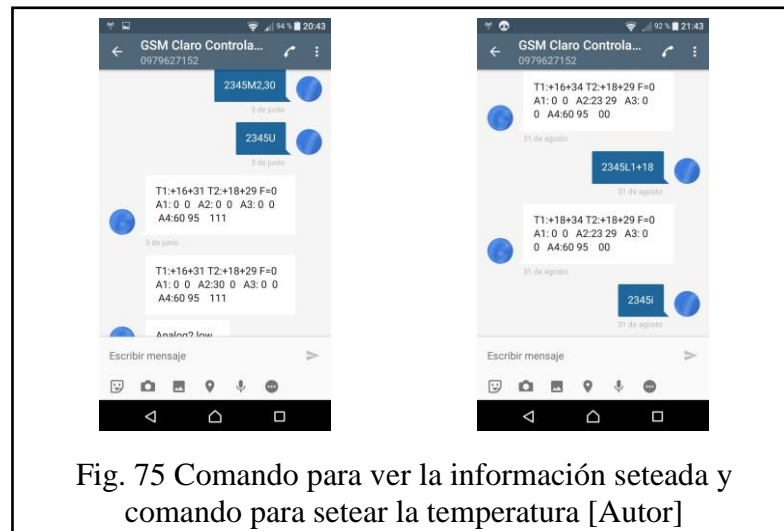 94 % 20:43
GSM Claro Controla...
0979627152
2345M2,30
3 de junio
2345U
3 de junio
T1:+16+31 T2:+18+29 F=0
A1: 0 0 A2: 0 0 A3: 0 0
A4:60 95 111
3 de junio
T1:+16+31 T2:+18+29 F=0
A1: 0 0 A2:30 0 A3: 0 0
A4:60 95 111
Analog2 low
Escribir mensaje
92 % 21:43
GSM Claro Controla...
0979627152
T1:+16+34 T2:+18+29 F=0
A1: 0 0 A2:23 29 A3: 0
0 A4:60 95 00
31 de agosto
2345L1+18
31 de agosto
T1:+18+34 T2:+18+29 F=0
A1: 0 0 A2:23 29 A3: 0
0 A4:60 95 00
31 de agosto
2345i
31 de agosto
Escribir mensaje
Fig. 75 Comando para ver la información seteada y
comando para setear la temperatura [Autor]